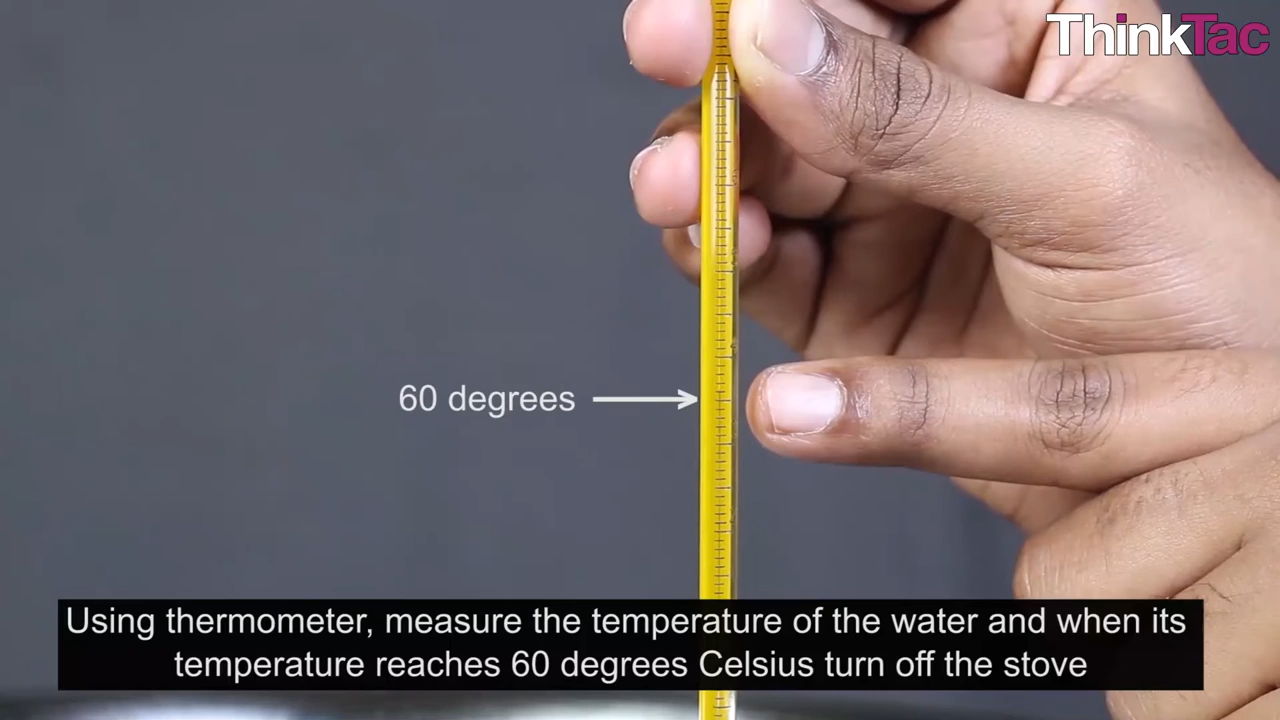 ThinkTac
60 degrees
Using thermometer, measure the temperature of the water and when its
temperature reaches 60 degrees Celsius turn off the stove